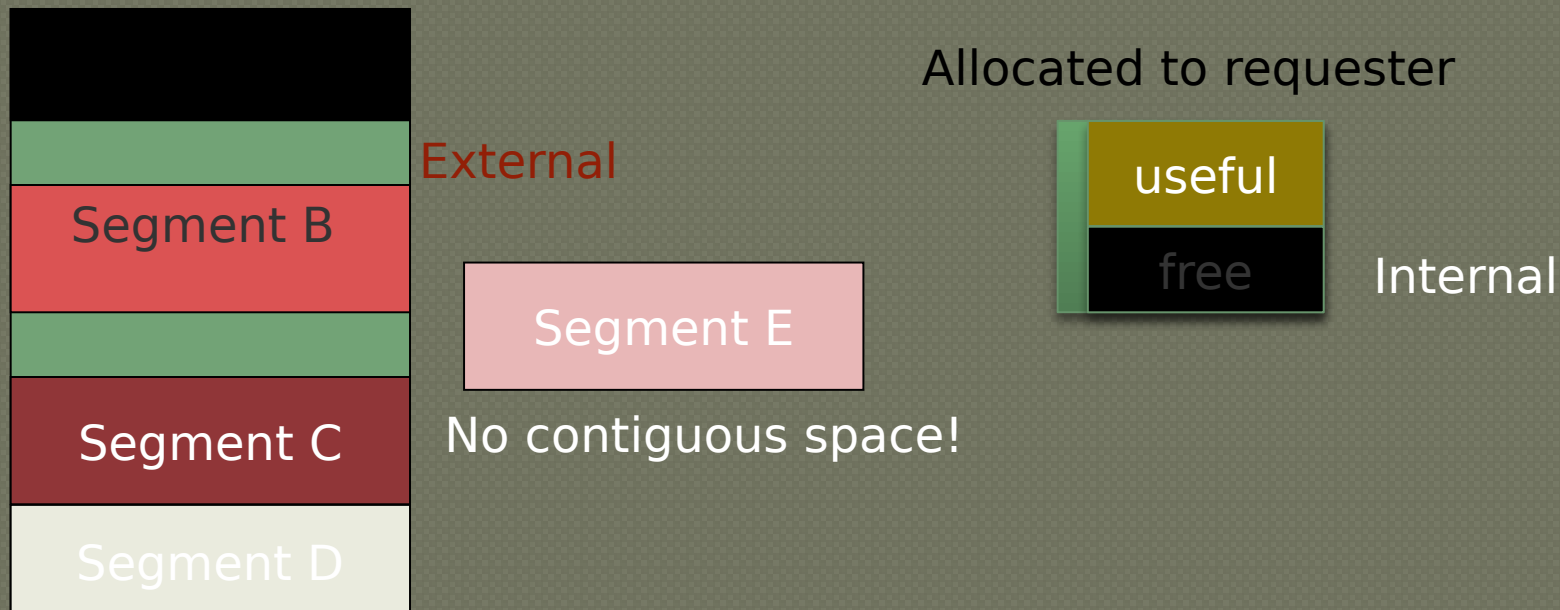 Allocated to requester
External
useful
Segment B
free
Internal
Segment E
No contiguous space!
Segment C
Segment D